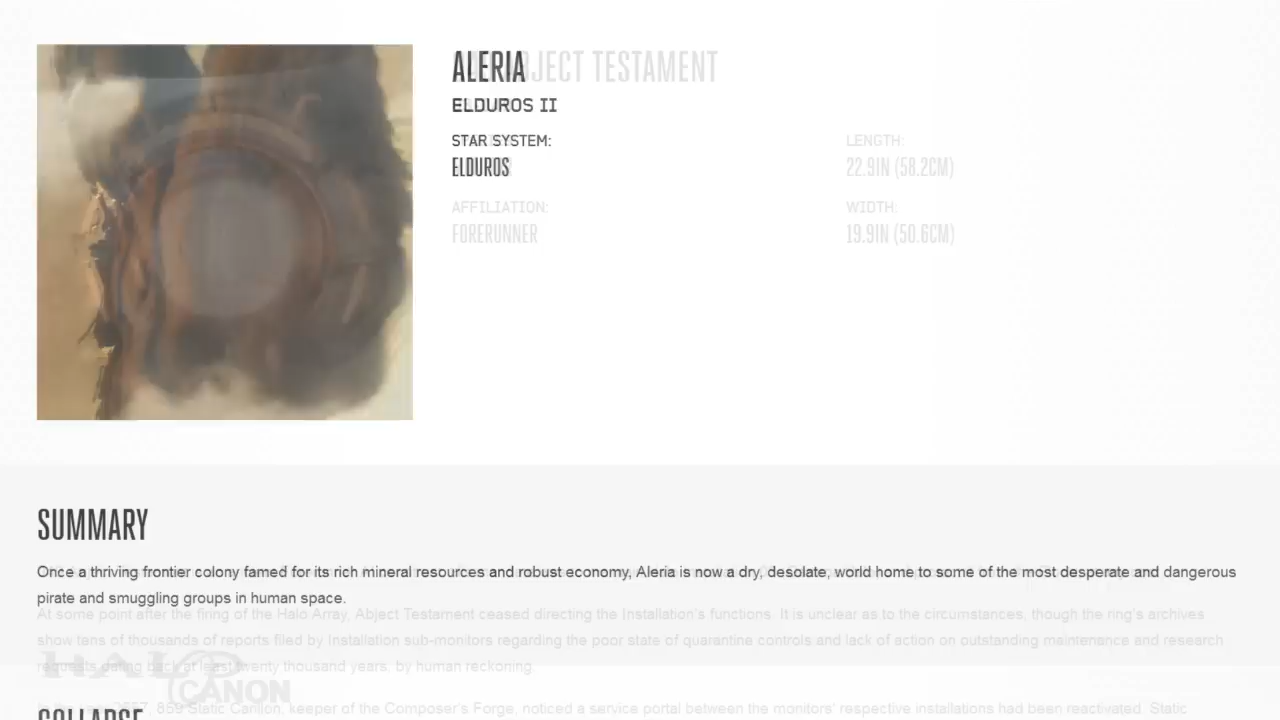 ALERIA
JECT TESTAMENT
ELDUROS II
STAR SYSTEM:
LENGTH:
ELDUROS
22.9IN (58.2CM)
AFFILIATION:
WIDTH:
FORERUNNER
19.9IN (50.6CM)
SUMMARY
Once a thriving frontier colony famed for its rich mineral resources and robust economy, Aleria is now a dry, desolate, world home to some of the most desperate and dangerous
pirate and smuggling groups in human space.
At some point after the firing of the Halo Array, Abject Testament ceased directing the Installation's functions. It is unclear as to the circumstances, though the ring's archives
show tens of thousands of reports filed by Installation sub-monitors regarding the poor state of quarantine controls and lack of action on outstanding maintenance and research
requests dating back at least twenty thousand years, by human reckoning.
HALO
CANON
2557, 859 Static Carillon, keeper of the Composer's Forge, noticed a service portal between the monitors' respective installations had been reactivated. Static
COLLAPSE